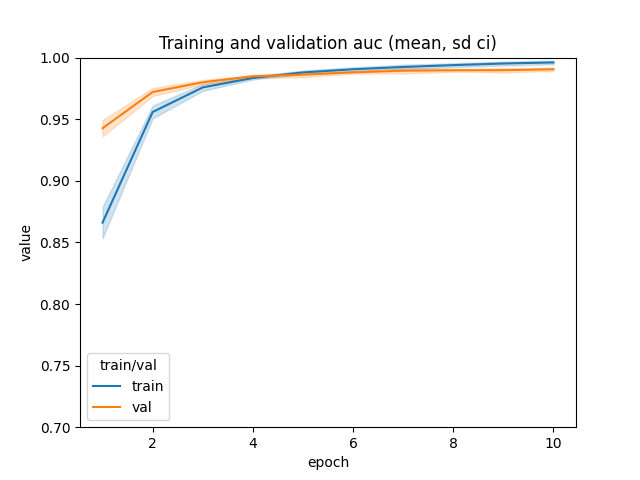 Training and validation auc (mean, sd ci)
1.00
0.95
0.90
0.85
0.80
0.75
0.70
value
train/val
train
val
2 4 6 8 10
epoch